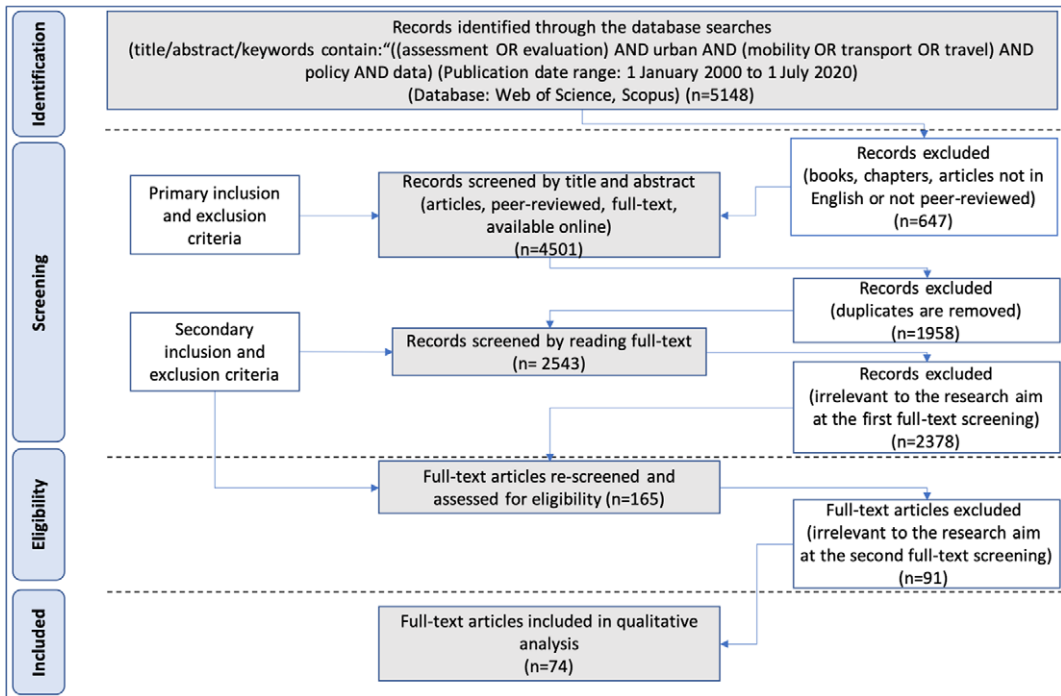 Identification
Records identified through the database searches
(title/abstract/keywords contain:“((assessment OR evaluation) AND urban AND (mobility OR transport OR travel) AND
policy AND data) (Publication date range: 1 January 2000 to 1 July 2020)
(Database: Web of Science, Scopus) (n=5148)
Screening
Records excluded
(books, chapters, articles not in
English or not peer-reviewed)
(n=647)
Primary inclusion
and exclusion
criteria
Records screened by title and abstract
(articles, peer-reviewed, full-text,
available online)
(n=4501)
Records excluded
(duplicates are removed)
(n=1958)
Secondary
inclusion and
exclusion criteria
Records screened by reading full-text
(n= 2543)
Records excluded
(irrelevant to the research aim
at the first full-text screening)
(n=2378)
Eligibility
Full-text articles re-screened and
assessed for eligibility (n=165)
Full-text articles excluded
(irrelevant to the research aim
at the second full-text screening)
(n=91)
Included
Full-text articles included in qualitative
analysis
(n=74)